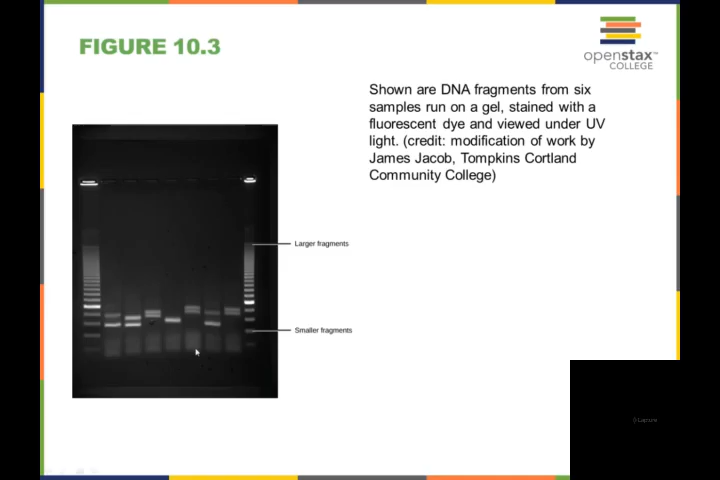 FIGURE 10.3
openstax™
COLLEGE
Shown are DNA fragments from six
samples run on a gel, stained with a
fluorescent dye and viewed under UV
light. (credit: modification of work by
James Jacob, Tompkins Cortland
Community College)
Larger fragments
Smaller fragments